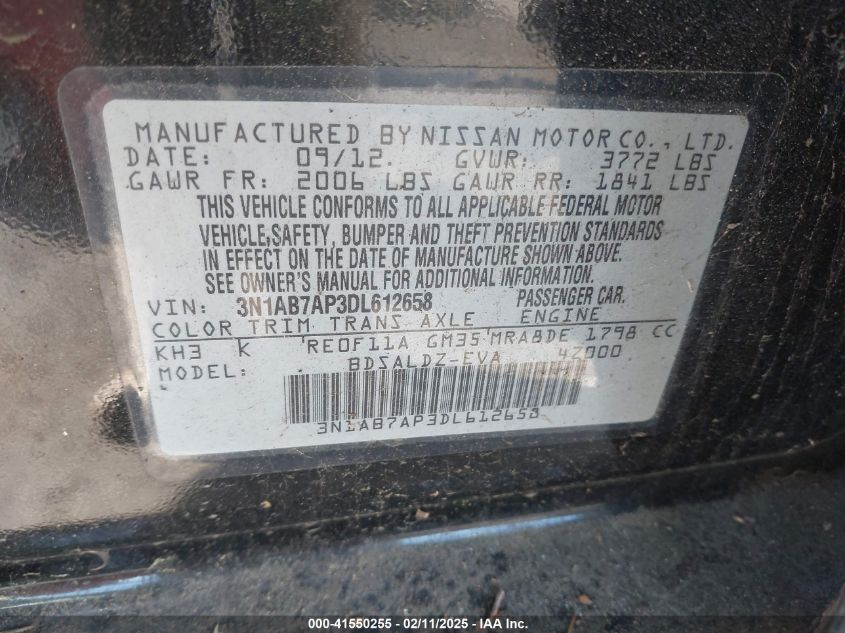 MANUFACTURED BY NISSAN MOTOR CO., LTD.
DATE: 09/12. GVWR: 3772 LBS
GAWR FR: 2006 LBS GAWR RR: 1841 LBS
THIS VEHICLE CONFORMS TO ALL APPLICABLE FEDERAL MOTOR
VEHICLE,SAFETY, BUMPER AND THEFT PREVENTION STANDARDS
IN EFFECT ON THE DATE OF MANUFACTURE SHOWN ABOVE.
SEE OWNER'S MANUAL FOR ADDITIONAL INFORMATION.
VIN: 3N1AB7AP3DL612658 PASSENGER CAR.
COLOR TRIM TRANS AXLE ENGINE
KH3 K RE0F11A GM35 MRA8DE 1798 CC
MODEL: BDSALDZ-EVA 4Z000
3N1AB7AP3DL612658
000-41550255 - 02/11/2025 - IAAI.com